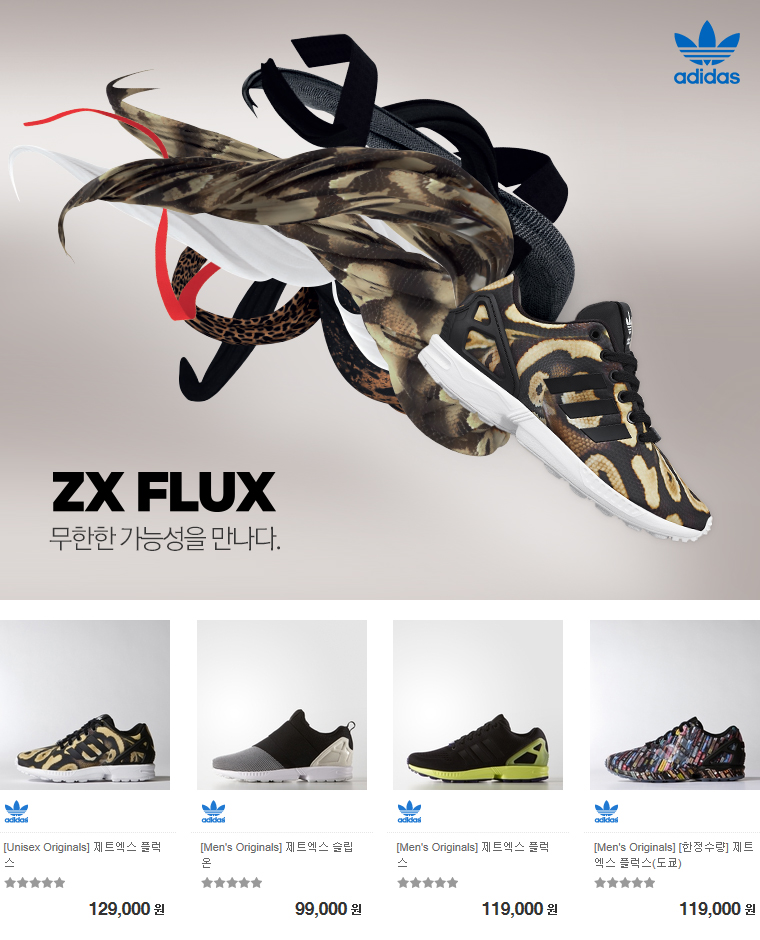 adidas
ZX FLUX
무한한 가능성을 만나다.
adidas
adidas
adidas
adidas
[Unisex Originals] 제트엑스 플럭
스
[Men's Originals] 제트엑스 슬립
온
[Men's Originals] 제트엑스 플럭
스
[Men's Originals] [한정수량] 제트
엑스 플럭스(도쿄)
129,000 원
99,000 원
119,000 원
119,000 원